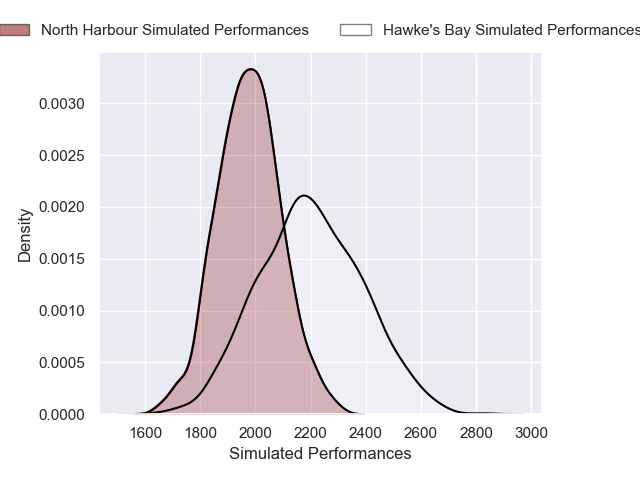 North Harbour Simulated Performances
Hawke's Bay Simulated Performances
0.0030
0.0025
0.0020
0.0015
0.0010
0.0005
0.0000
Density
1600 1800 2000 2200 2400 2600 2800 3000
Simulated Performances